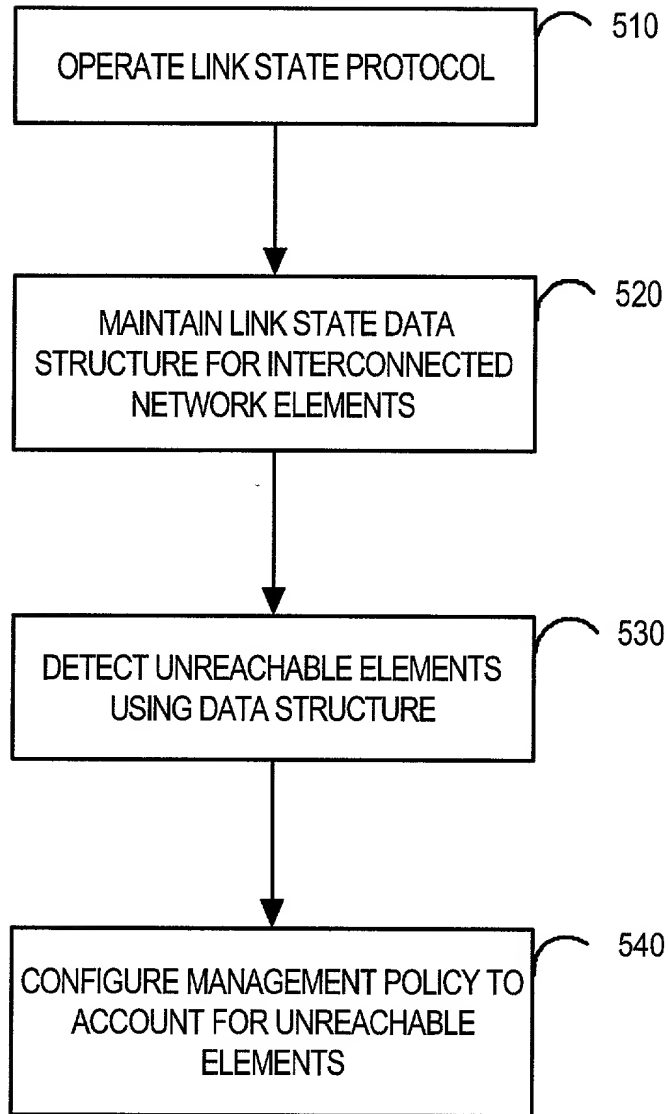 510
OPERATE LINK STATE PROTOCOL
520
MAINTAIN LINK STATE DATA
STRUCTURE FOR INTERCONNECTED
NETWORK ELEMENTS
530
DETECT UNREACHABLE ELEMENTS
USING DATA STRUCTURE
540
CONFIGURE MANAGEMENT POLICY TO
ACCOUNT FOR UNREACHABLE
ELEMENTS